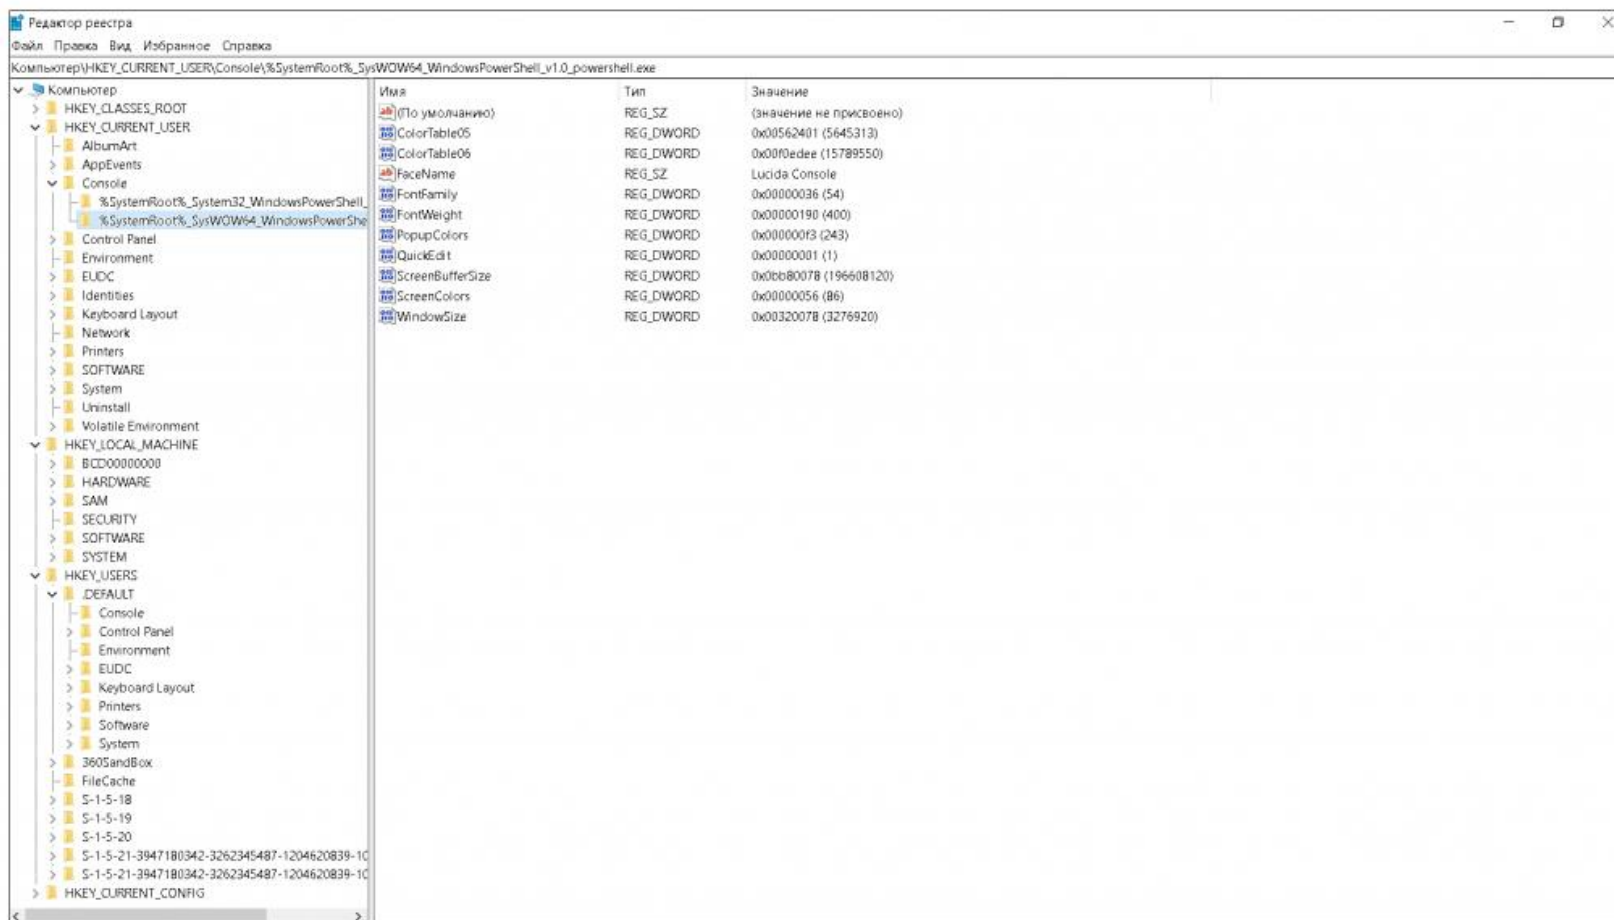 Редактор реестра
Файл Правка Вид Избранное Справка
Компьютер\HKEY_CURRENT_USER\Console\%SystemRoot%_SysWOW64_WindowsPowerShell_v1.0_powershell.exe
Компьютер
HKEY_CLASSES_ROOT
HKEY_CURRENT_USER
AlbumArt
AppEvents
Console
%SystemRoot%_System32_WindowsPowerShell_
%SystemRoot%_SysWOW64_WindowsPowerShe
Control Panel
Environment
EUDC
Identities
Keyboard Layout
Network
Printers
SOFTWARE
System
Uninstall
Volatile Environment
HKEY_LOCAL_MACHINE
BCD00000000
HARDWARE
SAM
SECURITY
SOFTWARE
SYSTEM
HKEY_USERS
.DEFAULT
Console
Control Panel
Environment
EUDC
Keyboard Layout
Printers
Software
System
360SandBox
FileCache
S-1-5-18
S-1-5-19
S-1-5-20
S-1-5-21-3947180342-3262345487-1204620839-10
S-1-5-21-3947180342-3262345487-1204620839-10
HKEY_CURRENT_CONFIG
Имя Тип Значение
(По умолчанию) REG_SZ (значение не присвоено)
ColorTable05 REG_DWORD 0x00562401 (5645313)
ColorTable06 REG_DWORD 0x00f0edee (15789550)
FaceName REG_SZ Lucida Console
FontFamily REG_DWORD 0x00000036 (54)
FontWeight REG_DWORD 0x00000190 (400)
PopupColors REG_DWORD 0x000000f3 (243)
QuickEdit REG_DWORD 0x00000001 (1)
ScreenBufferSize REG_DWORD 0x0bb80078 (196608120)
ScreenColors REG_DWORD 0x00000056 (86)
WindowSize REG_DWORD 0x00320078 (3276920)